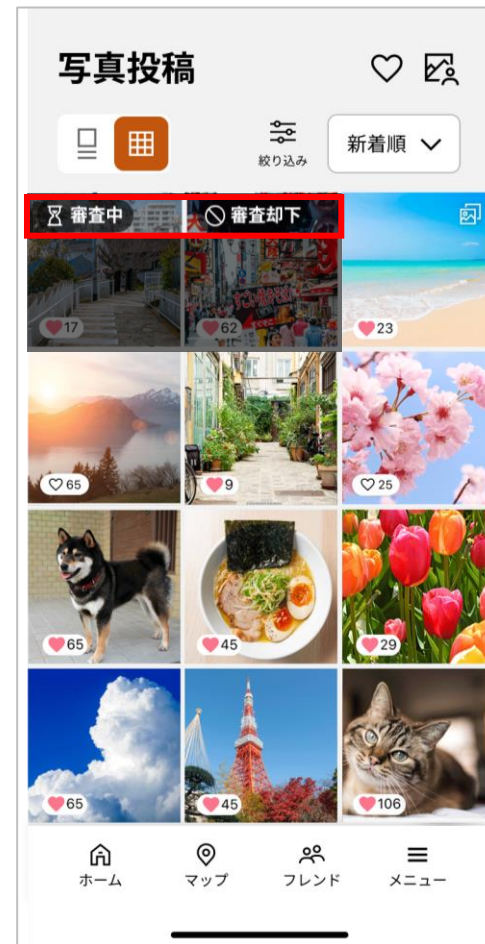 写真投稿
絞り込み
新着順
審査中
審査却下
17
62
23
65
9
25
65
45
29
65
45
106
ホーム
マップ
フレンド
メニュー